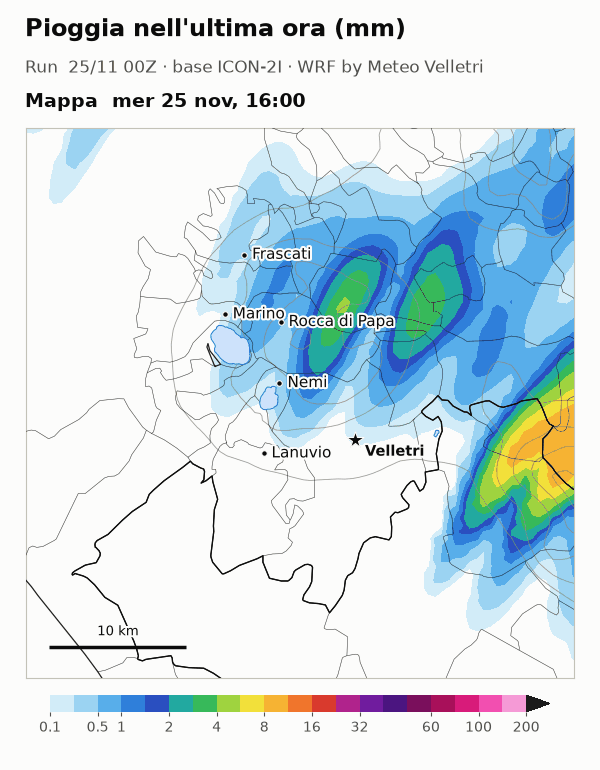 Pioggia nell'ultima ora (mm)
Run  25/11 00Z · base ICON-2I · WRF by Meteo Velletri
Mappa  mer 25 nov, 16:00
Frascati
Marino
Rocca di Papa
Nemi
Velletri
Lanuvio
10 km
0.1 0.5 1 2 4 8 16 32 60 100 200